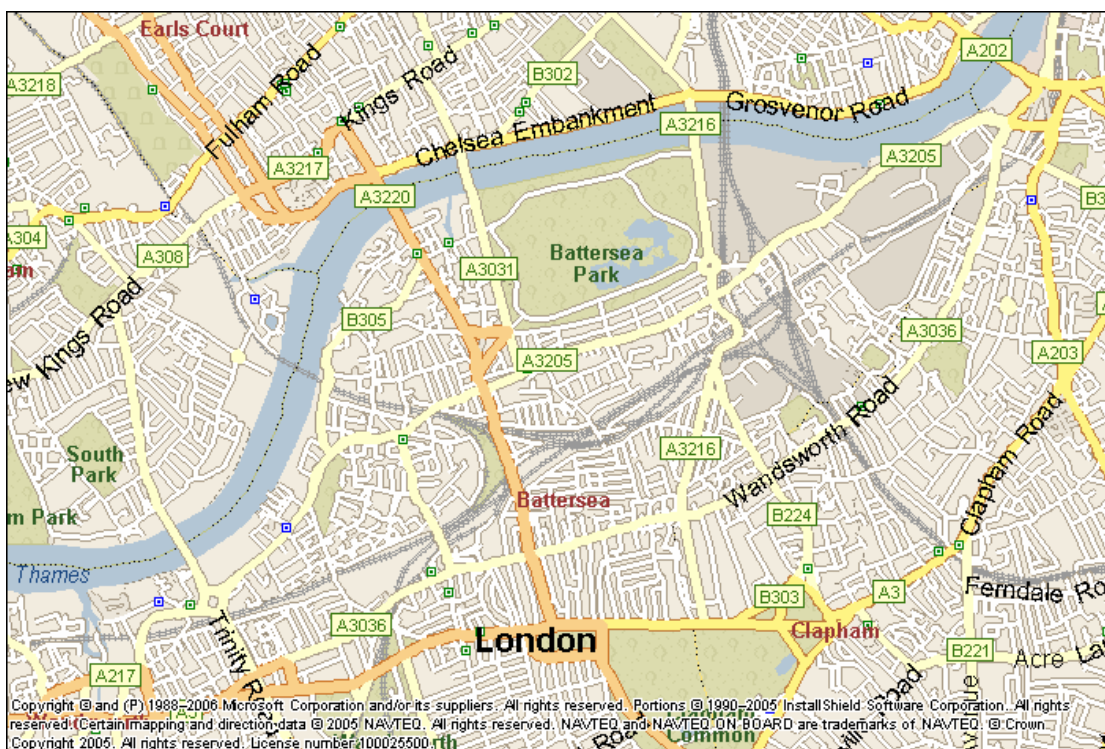 Earls Court
A202
A3218
B302
Fulham Road
Kings Road
Chelsea Embankment
Grosvenor Road
A3216
A3205
A3217
A3220
A304
A308
Battersea
Park
A3031
B305
A3036
New Kings Road
A3205
A203
South
Park
A3216
Wandsworth Road
Clapham Road
Battersea
B224
Thames
Ferndale
B303
A3
A3036
Trinity
London
Clapham
B221
Acre
A217
Copyright © and (P) 1988–2006 Microsoft Corporation and/or its suppliers. All rights reserved. Portions © 1990–2005 InstallShield Software Corporation. All rights
reserved. Certain mapping and direction data © 2005 NAVTEQ. All rights reserved. NAVTEQ and NAVTEQ ON BOARD are trademarks of NAVTEQ. © Crown
Copyright 2005. All rights reserved. License number 100025500.
Common